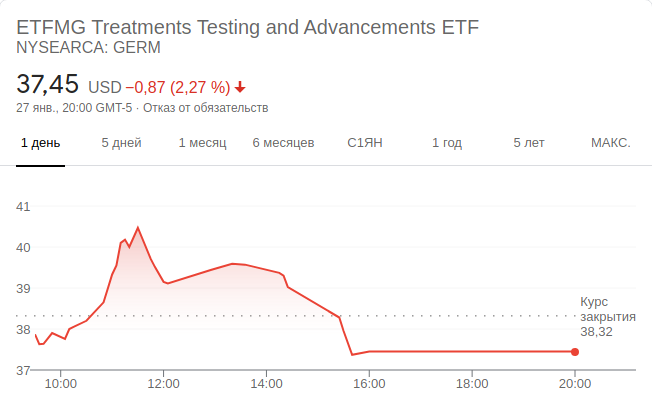 ETFMG Treatments Testing and Advancements ETF
NYSEARCA: GERM
37,45 USD −0,87 (2,27 %)
27 янв., 20:00 GMT-5 · Отказ от обязательств
1 день 5 дней 1 месяц 6 месяцев С1ЯН 1 год 5 лет МАКС.
41
40
39
38
37
Курс
закрытия
38,32
10:00 12:00 14:00 16:00 18:00 20:00